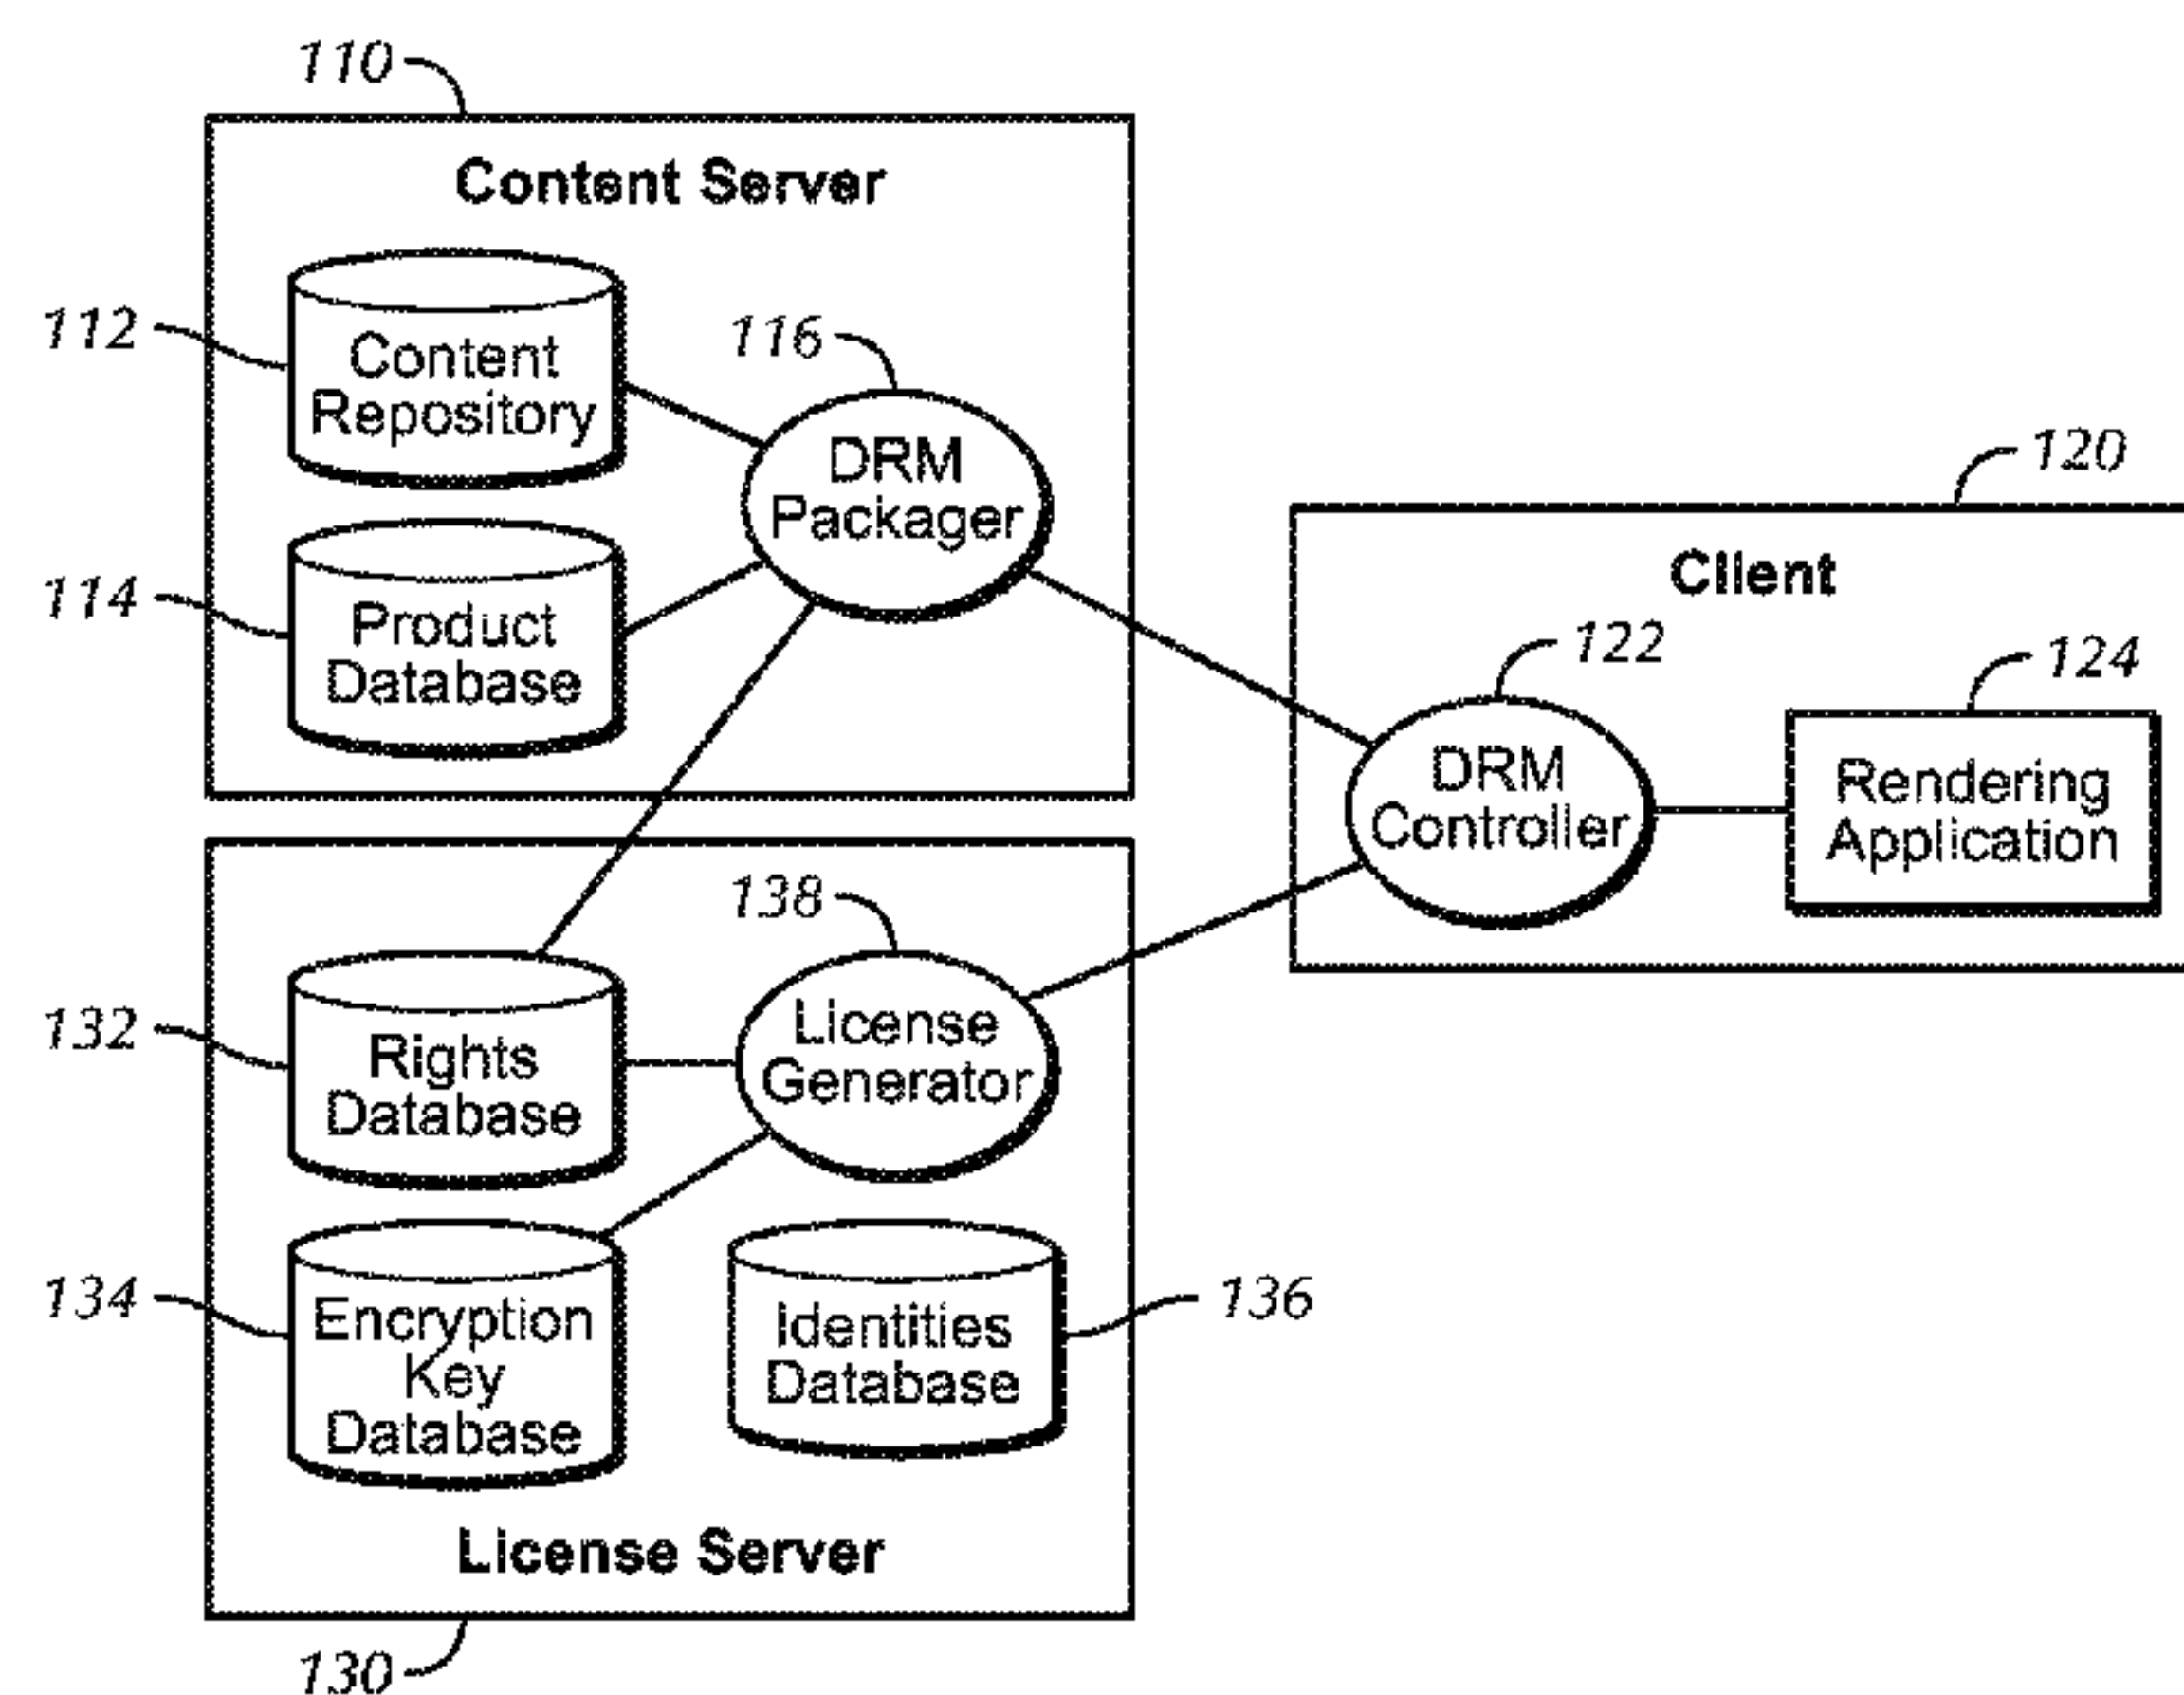 110
Content Server
112
Content
Repository
116
DRM
Packager
114
Product
Database
120
Client
122
DRM
Controller
124
Rendering
Application
138
License
Generator
132
Rights
Database
134
Encryption
Key
Database
Identities
Database
136
License Server
130